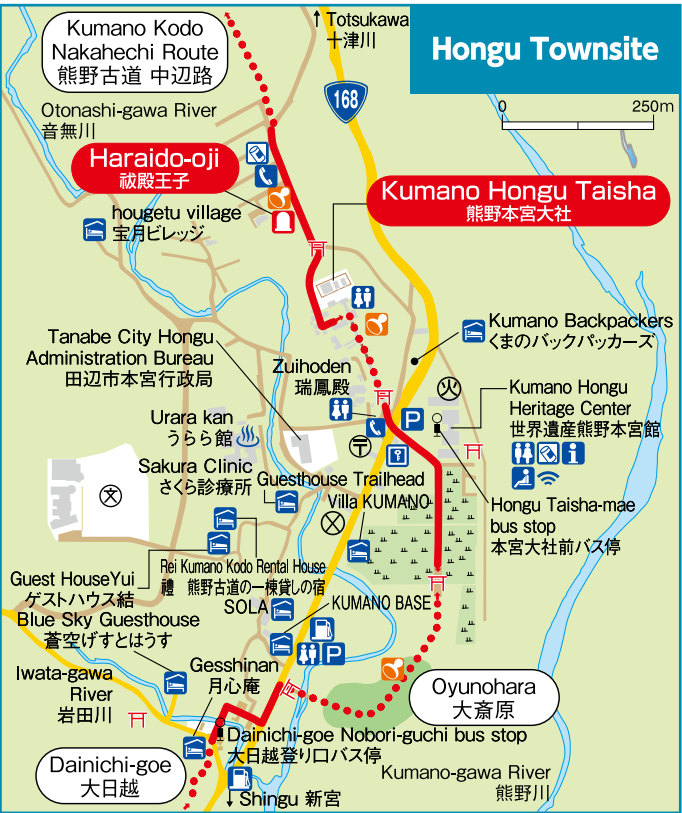 Kumano Kodo
Nakahechi Route
熊野古道 中辺路
↑ Totsukawa
十津川
Hongu Townsite
168
0 250m
Otonashi-gawa River
音無川
Haraido-oji
祓殿王子
Kumano Hongu Taisha
熊野本宮大社
hougetu village
宝月ビレッジ
Tanabe City Hongu
Administration Bureau
田辺市本宮行政局
Zuihoden
瑞鳳殿
Kumano Backpackers
くまのバックパッカーズ
火
P
Kumano Hongu
Heritage Center
世界遺産熊野本宮館
i
Urara kan
うらら館
〒
Sakura Clinic
さくら診療所
Guesthouse Trailhead
Villa KUMANO
Hongu Taisha-mae
bus stop
本宮大社前バス停
文
Rei Kumano Kodo Rental House
禮 熊野古道の一棟貸しの宿
Guest HouseYui
ゲストハウス結
SOLA
KUMANO BASE
Blue Sky Guesthouse
蒼空げすとはうす
P
Gesshinan
月心庵
Iwata-gawa
River
岩田川
Oyunohara
大斎原
Dainichi-goe Nobori-guchi bus stop
大日越登り口バス停
Dainichi-goe
大日越
Kumano-gawa River
熊野川
↓ Shingu 新宮